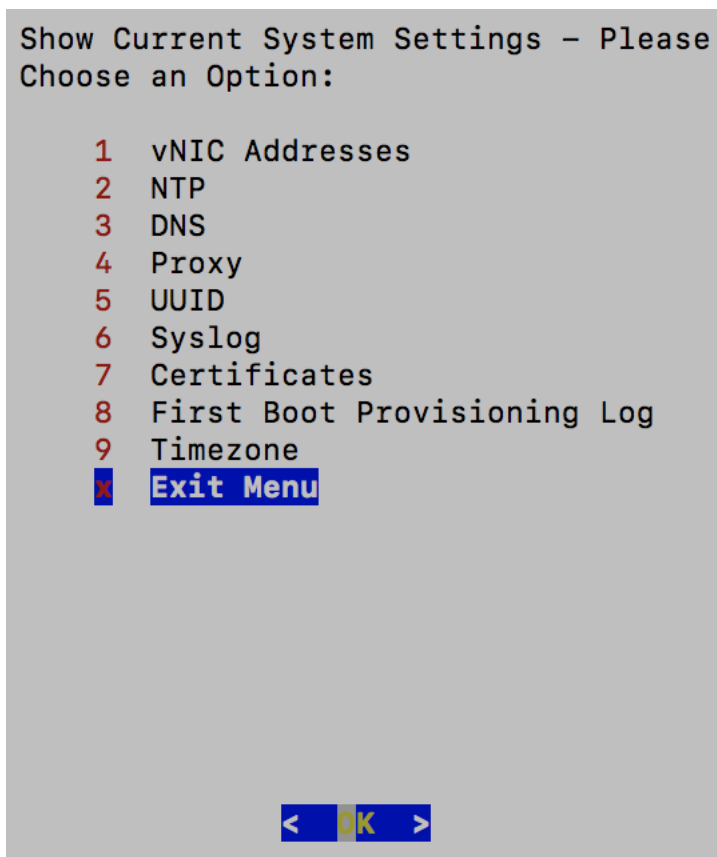 Show Current System Settings – Please
Choose an Option:
1 vNIC Addresses
2 NTP
3 DNS
4 Proxy
5 UUID
6 Syslog
7 Certificates
8 First Boot Provisioning Log
9 Timezone
x Exit Menu
< OK >